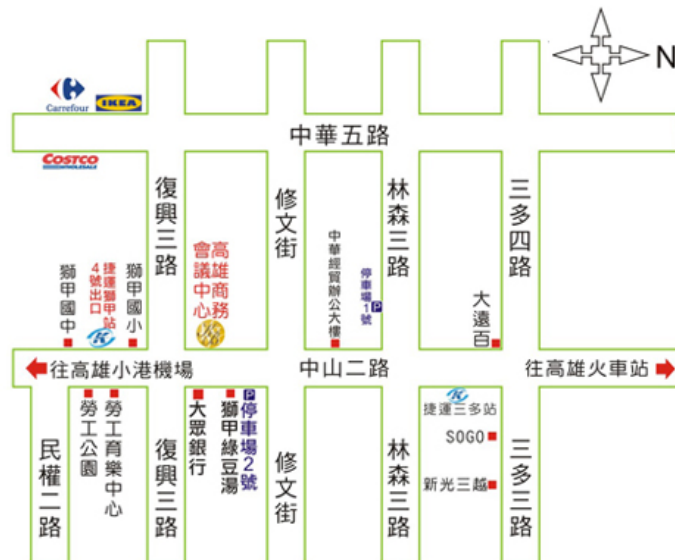 N
Carrefour
IKEA
中華五路
COSTCO
WHOLESALE
復興三路
修文街
林森三路
三多四路
獅甲國中
捷運獅甲站
4號出口
獅甲國小
高雄商務
會議中心
中華經貿辦公大樓
停車場1號
P
大遠百
往高雄小港機場
中山二路
往高雄火車站
民權二路
勞工公園
勞工育樂中心
復興三路
大眾銀行
獅甲綠豆湯
P
停車場2號
修文街
林森三路
捷運三多站
SOGO
新光三越
三多三路